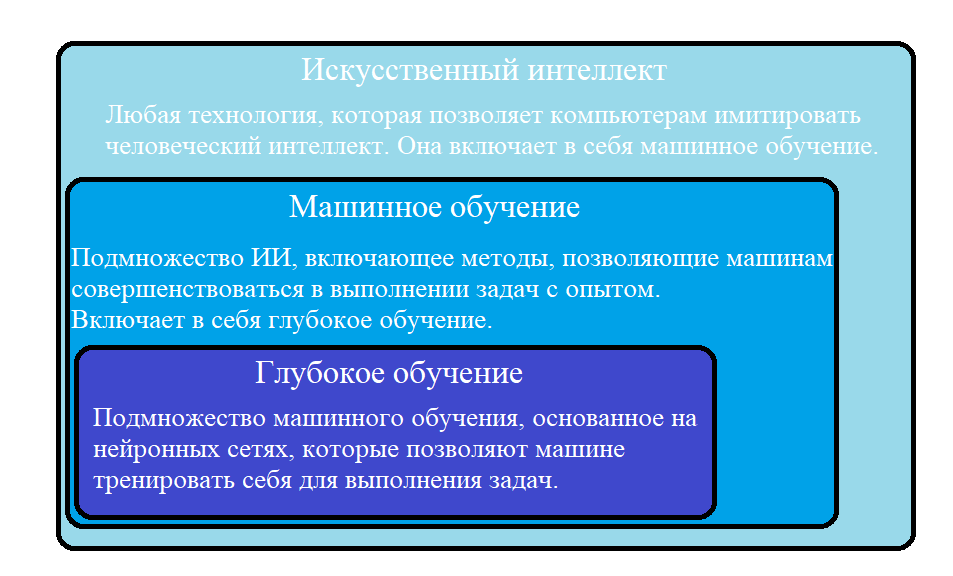 Искусственный интеллект
Любая технология, которая позволяет компьютерам имитировать
человеческий интеллект. Она включает в себя машинное обучение.
Машинное обучение
Подмножество ИИ, включающее методы, позволяющие машинам
совершенствоваться в выполнении задач с опытом.
Включает в себя глубокое обучение.
Глубокое обучение
Подмножество машинного обучения, основанное на
нейронных сетях, которые позволяют машине
тренировать себя для выполнения задач.